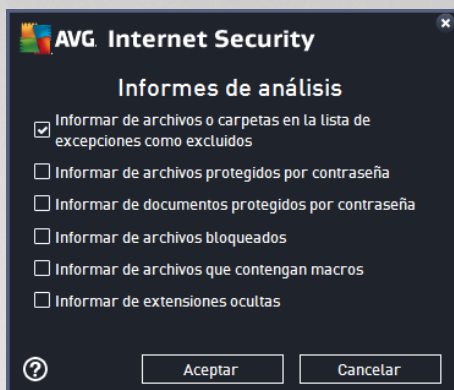 AVG Internet Security
Informes de análisis
Informar de archivos o carpetas en la lista de
excepciones como excluidos
Informar de archivos protegidos por contraseña
Informar de documentos protegidos por contraseña
Informar de archivos bloqueados
Informar de archivos que contengan macros
Informar de extensiones ocultas
? Aceptar Cancelar